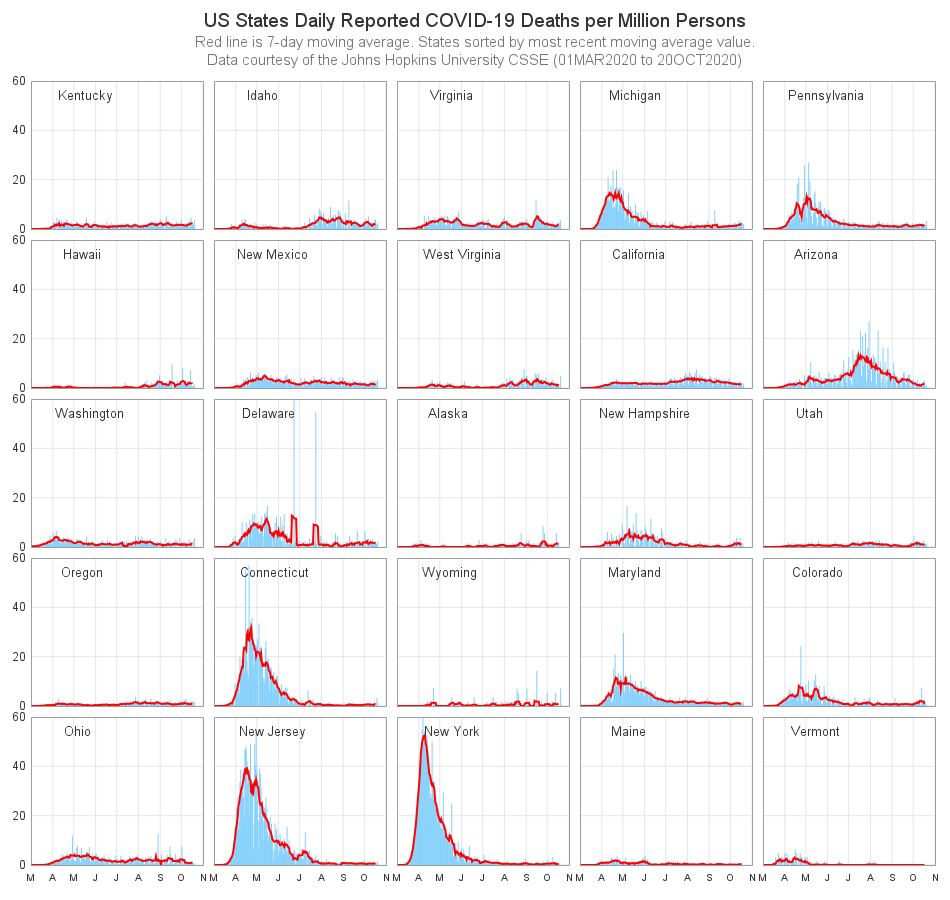 US States Daily Reported COVID-19 Deaths per Million Persons
Red line is 7-day moving average. States sorted by most recent moving average value.
Data courtesy of the Johns Hopkins University CSSE (01MAR2020 to 20OCT2020)
60
Kentucky Idaho Virginia Michigan Pennsylvania
40
20
0
60
Hawaii New Mexico West Virginia California Arizona
40
20
0
60
Washington Delaware Alaska New Hampshire Utah
40
20
0
60
Oregon Connecticut Wyoming Maryland Colorado
40
20
0
60
Ohio New Jersey New York Maine Vermont
40
20
0
M A M J J A S O N M A M J J A S O N M A M J J A S O N M A M J J A S O N M A M J J A S O N